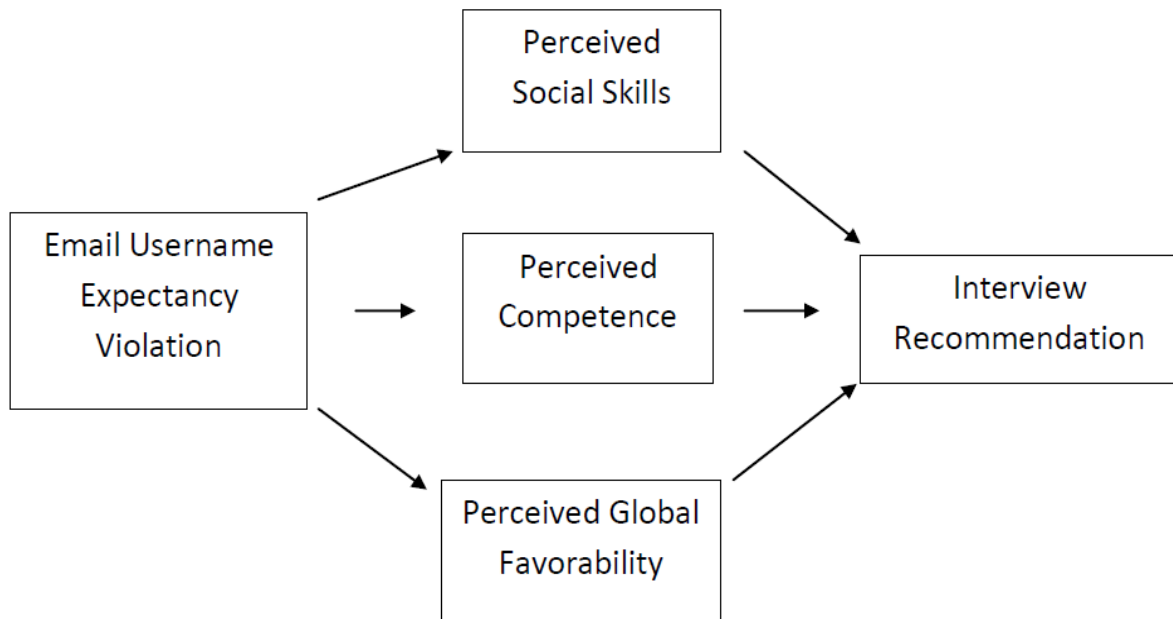 Perceived
Social Skills
Email Username
Expectancy
Violation
Perceived
Competence
Interview
Recommendation
Perceived Global
Favorability